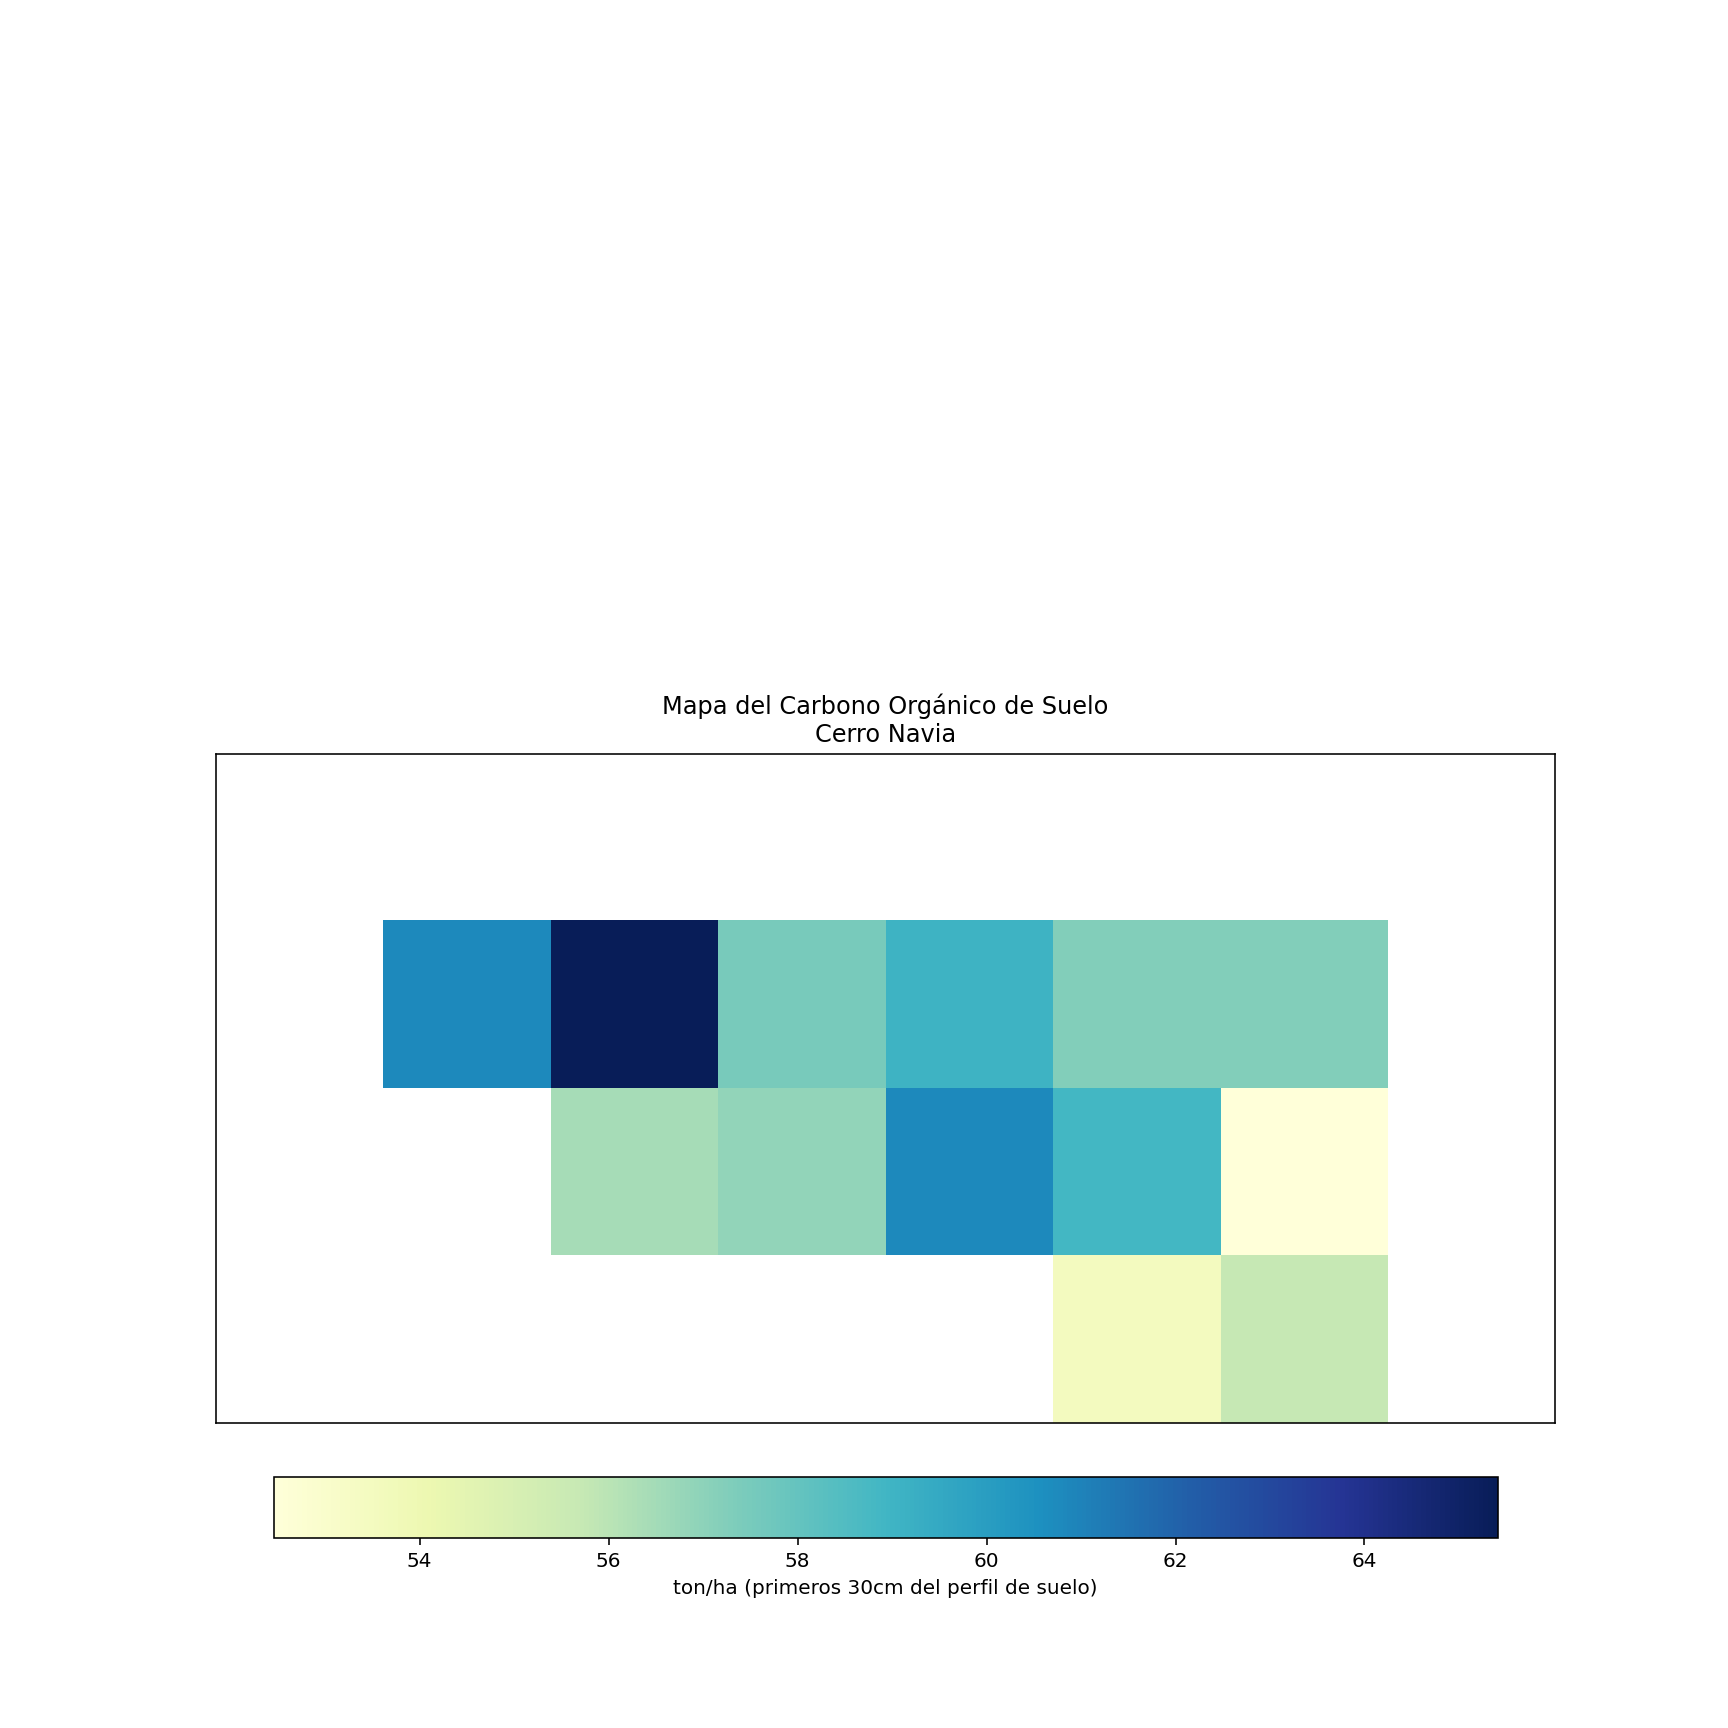 Mapa del Carbono Orgánico de Suelo
Cerro Navia
54 56 58 60 62 64
ton/ha (primeros 30cm del perfil de suelo)